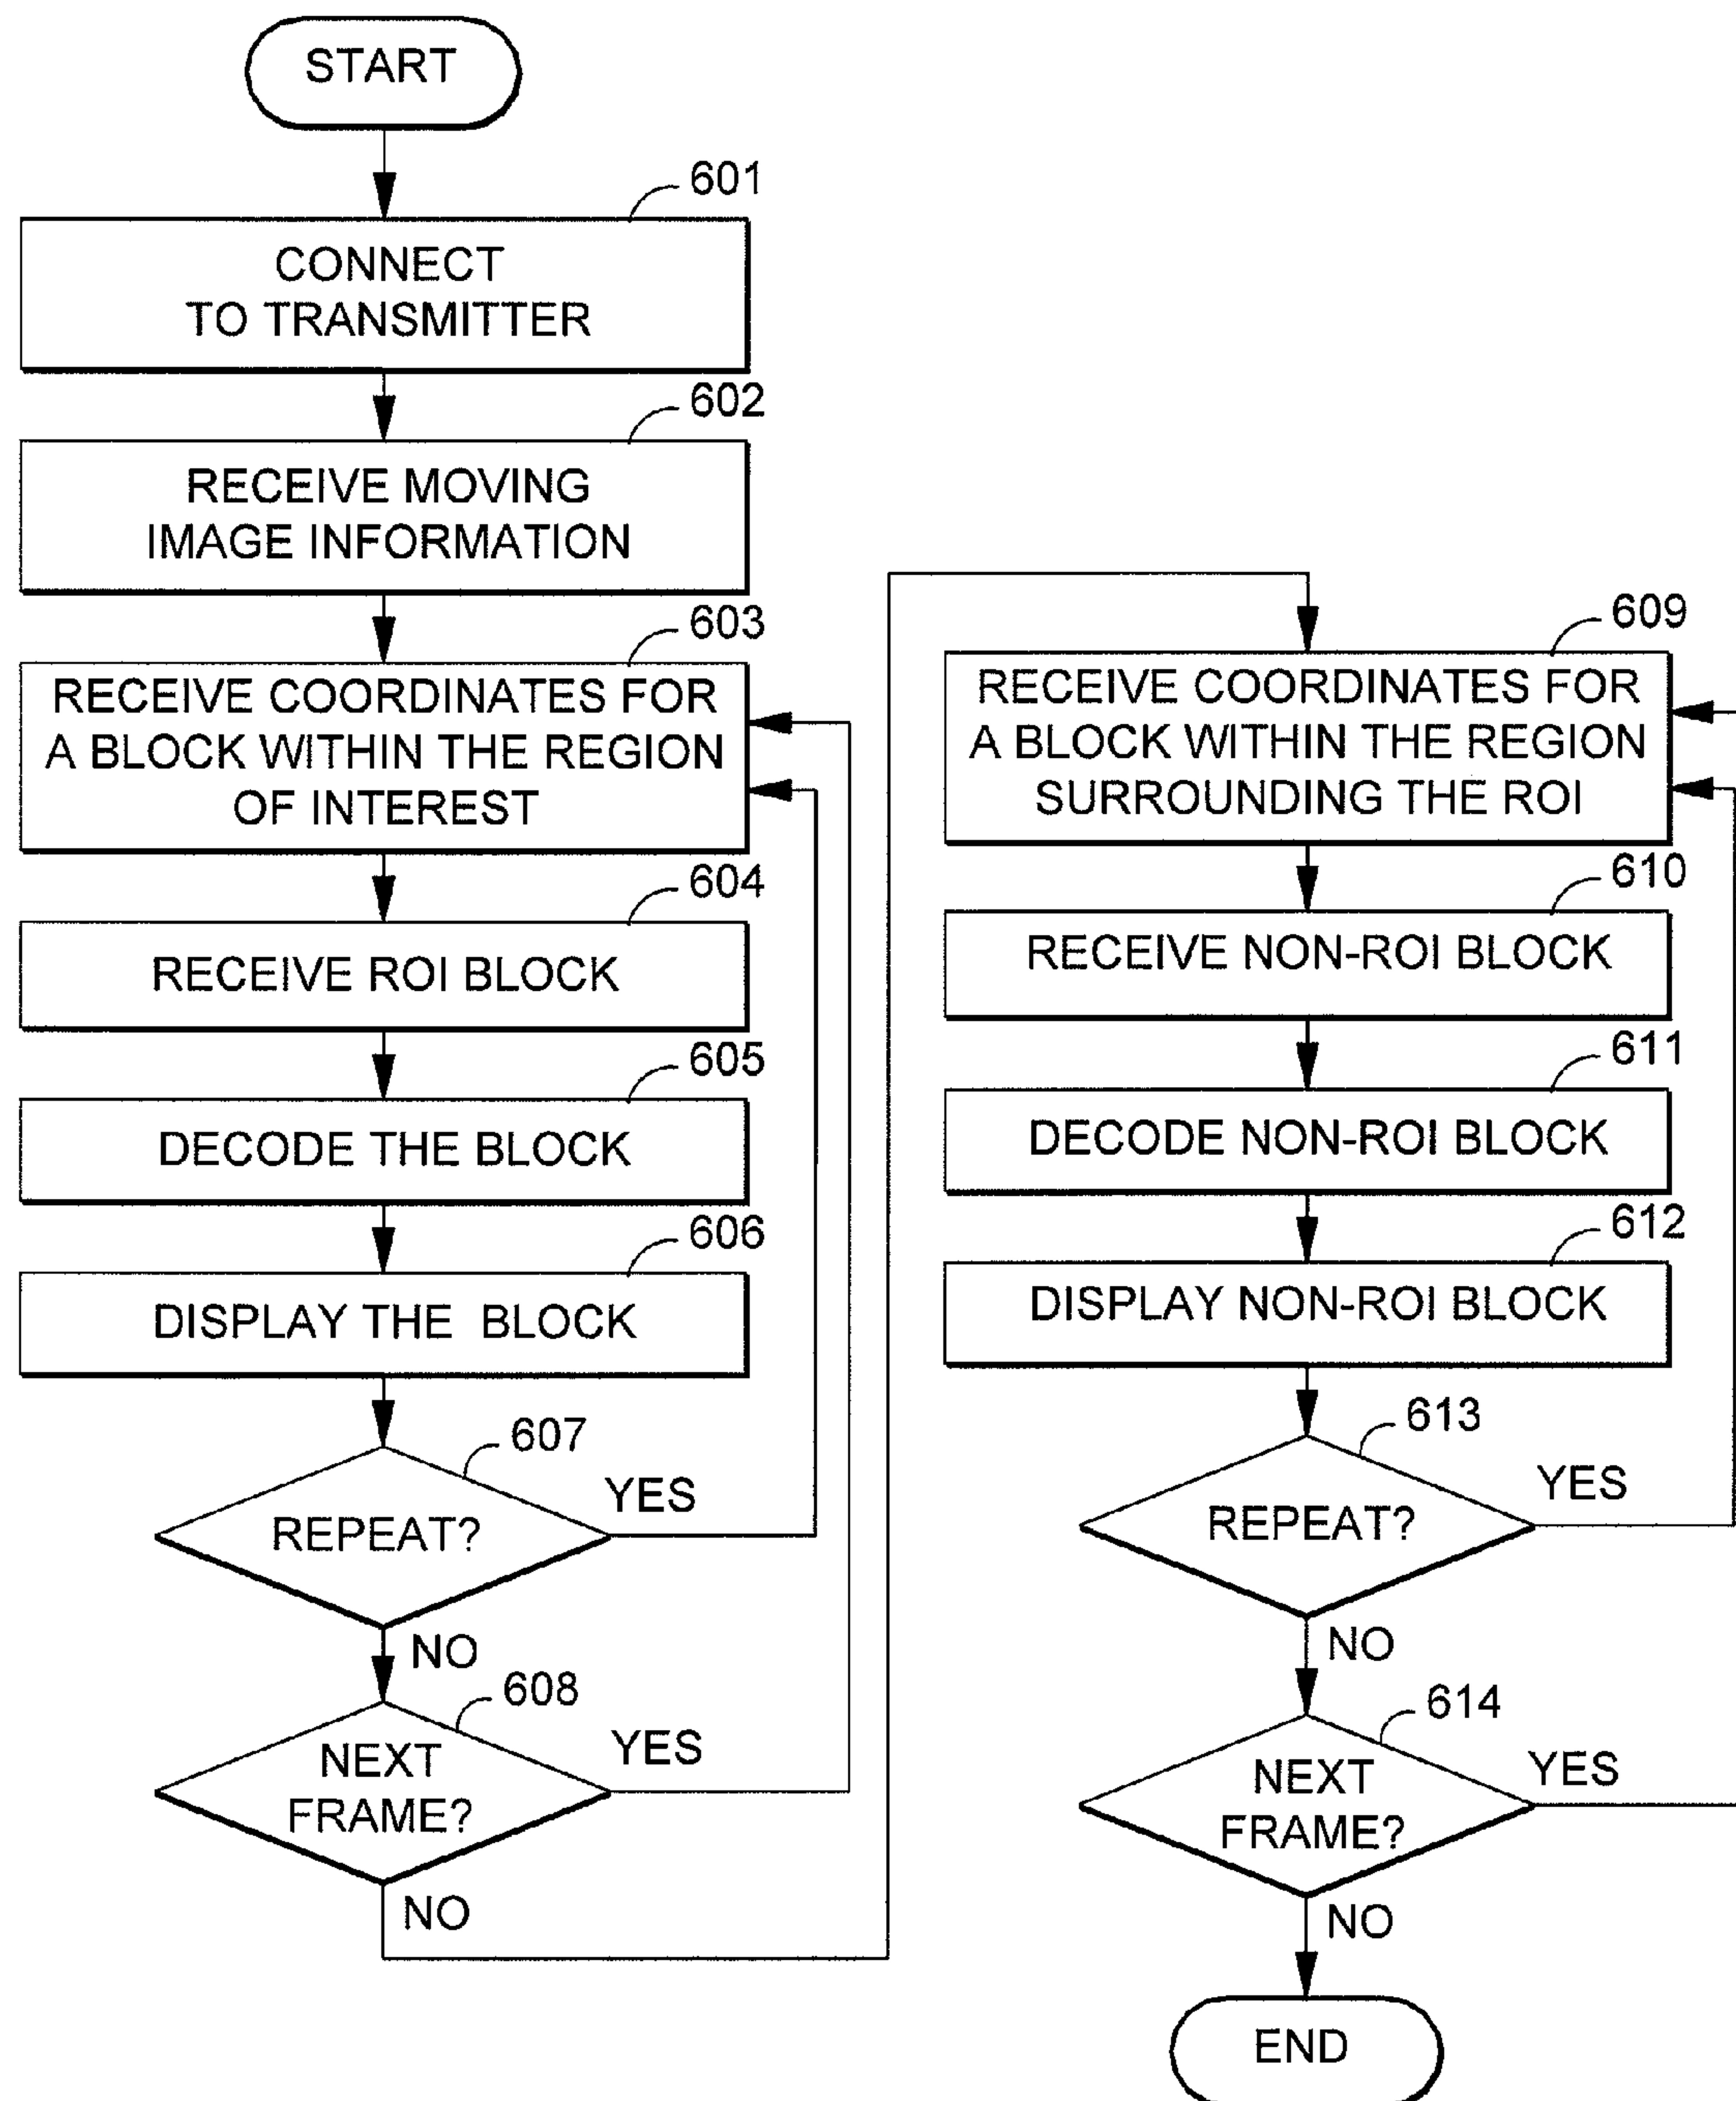 START
601
CONNECT
TO TRANSMITTER
602
RECEIVE MOVING
IMAGE INFORMATION
603
RECEIVE COORDINATES FOR
A BLOCK WITHIN THE REGION
OF INTEREST
604
RECEIVE ROI BLOCK
605
DECODE THE BLOCK
606
DISPLAY THE BLOCK
607
REPEAT?
YES
NO
608
NEXT
FRAME?
YES
NO
609
RECEIVE COORDINATES FOR
A BLOCK WITHIN THE REGION
SURROUNDING THE ROI
610
RECEIVE NON-ROI BLOCK
611
DECODE NON-ROI BLOCK
612
DISPLAY NON-ROI BLOCK
613
REPEAT?
YES
NO
614
NEXT
FRAME?
YES
NO
END